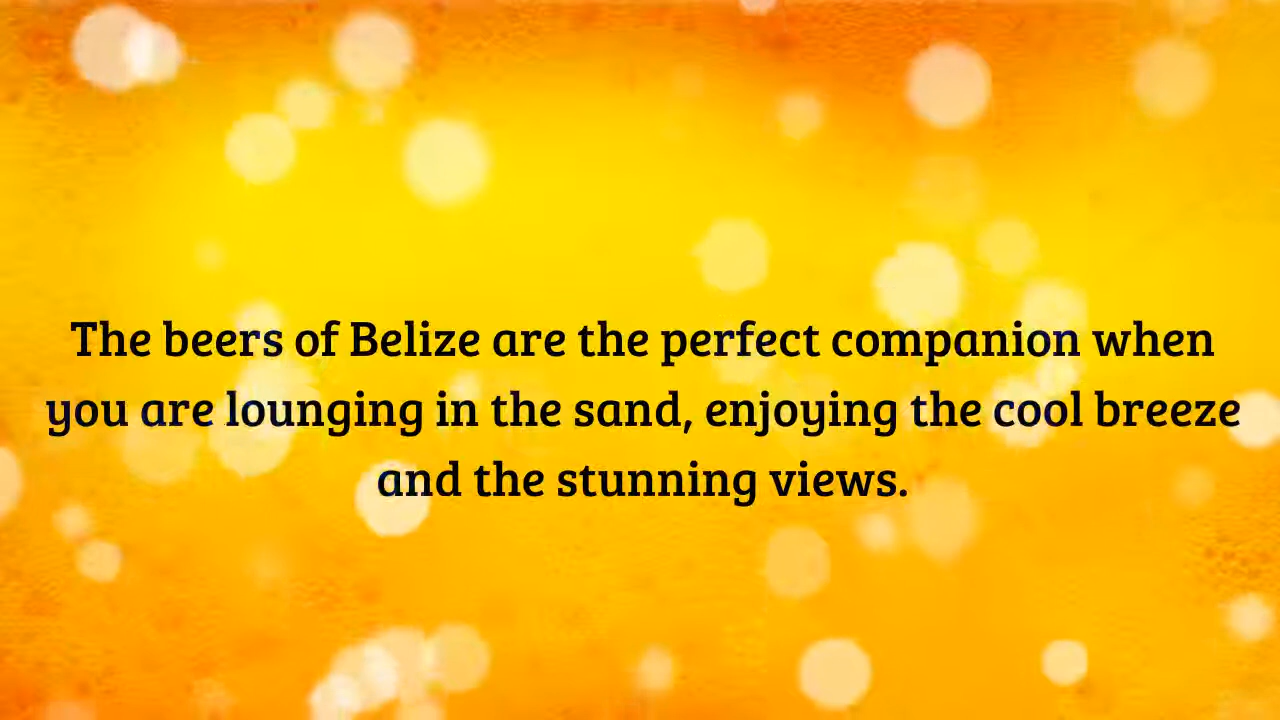 The beers of Belize are the perfect companion when
you are lounging in the sand, enjoying the cool breeze
and the stunning views.